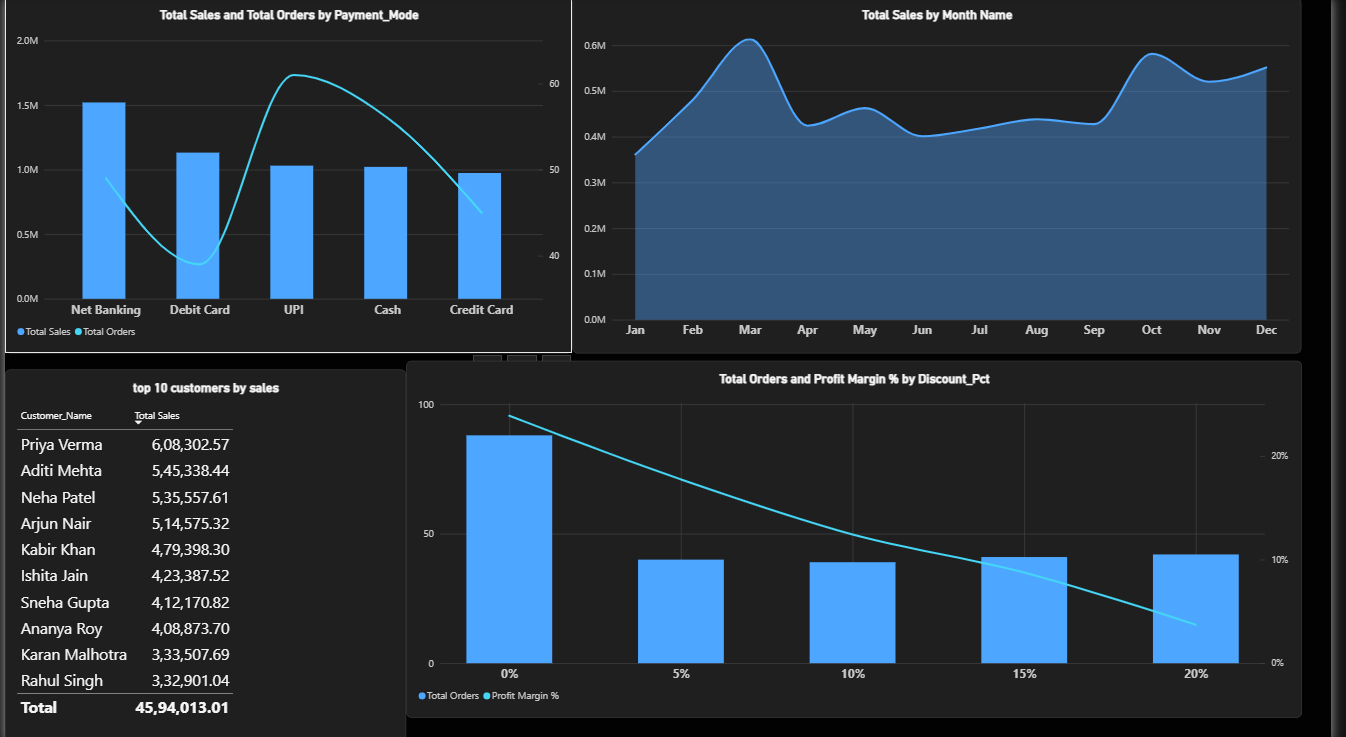 Total Sales and Total Orders by Payment_Mode
2.0M
1.5M
1.0M
0.5M
0.0M
60
50
40
Net Banking Debit Card UPI Cash Credit Card
Total Sales Total Orders
Total Sales by Month Name
0.6M
0.5M
0.4M
0.3M
0.2M
0.1M
0.0M
Jan Feb Mar Apr May Jun Jul Aug Sep Oct Nov Dec
top 10 customers by sales
Customer_Name Total Sales
Priya Verma 6,08,302.57
Aditi Mehta 5,45,338.44
Neha Patel 5,35,557.61
Arjun Nair 5,14,575.32
Kabir Khan 4,79,398.30
Ishita Jain 4,23,387.52
Sneha Gupta 4,12,170.82
Ananya Roy 4,08,873.70
Karan Malhotra 3,33,507.69
Rahul Singh 3,32,901.04
Total 45,94,013.01
Total Orders and Profit Margin % by Discount_Pct
100
50
0
20%
10%
0%
0% 5% 10% 15% 20%
Total Orders Profit Margin %